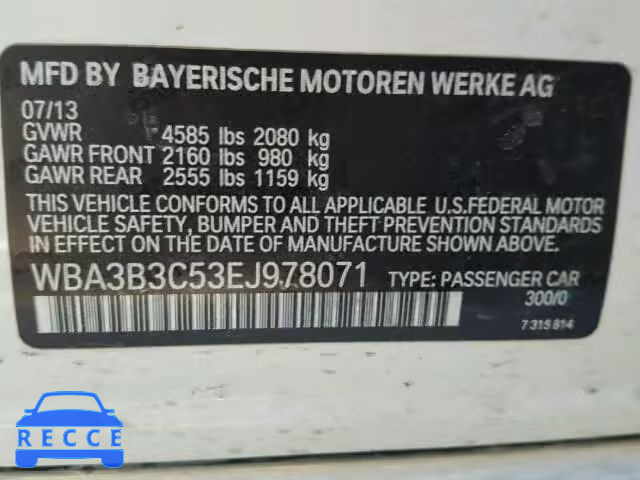 MFD BY BAYERISCHE MOTOREN WERKE AG
07/13
GVWR 4585 lbs 2080 kg
GAWR FRONT 2160 lbs 980 kg
GAWR REAR 2555 lbs 1159 kg
THIS VEHICLE CONFORMS TO ALL APPLICABLE U.S.FEDERAL MOTOR
VEHICLE SAFETY, BUMPER AND THEFT PREVENTION STANDARDS
IN EFFECT ON THE DATE OF MANUFACTURE SHOWN ABOVE.
WBA3B3C53EJ978071 TYPE: PASSENGER CAR
300/0
7 315 814
IDRECCE